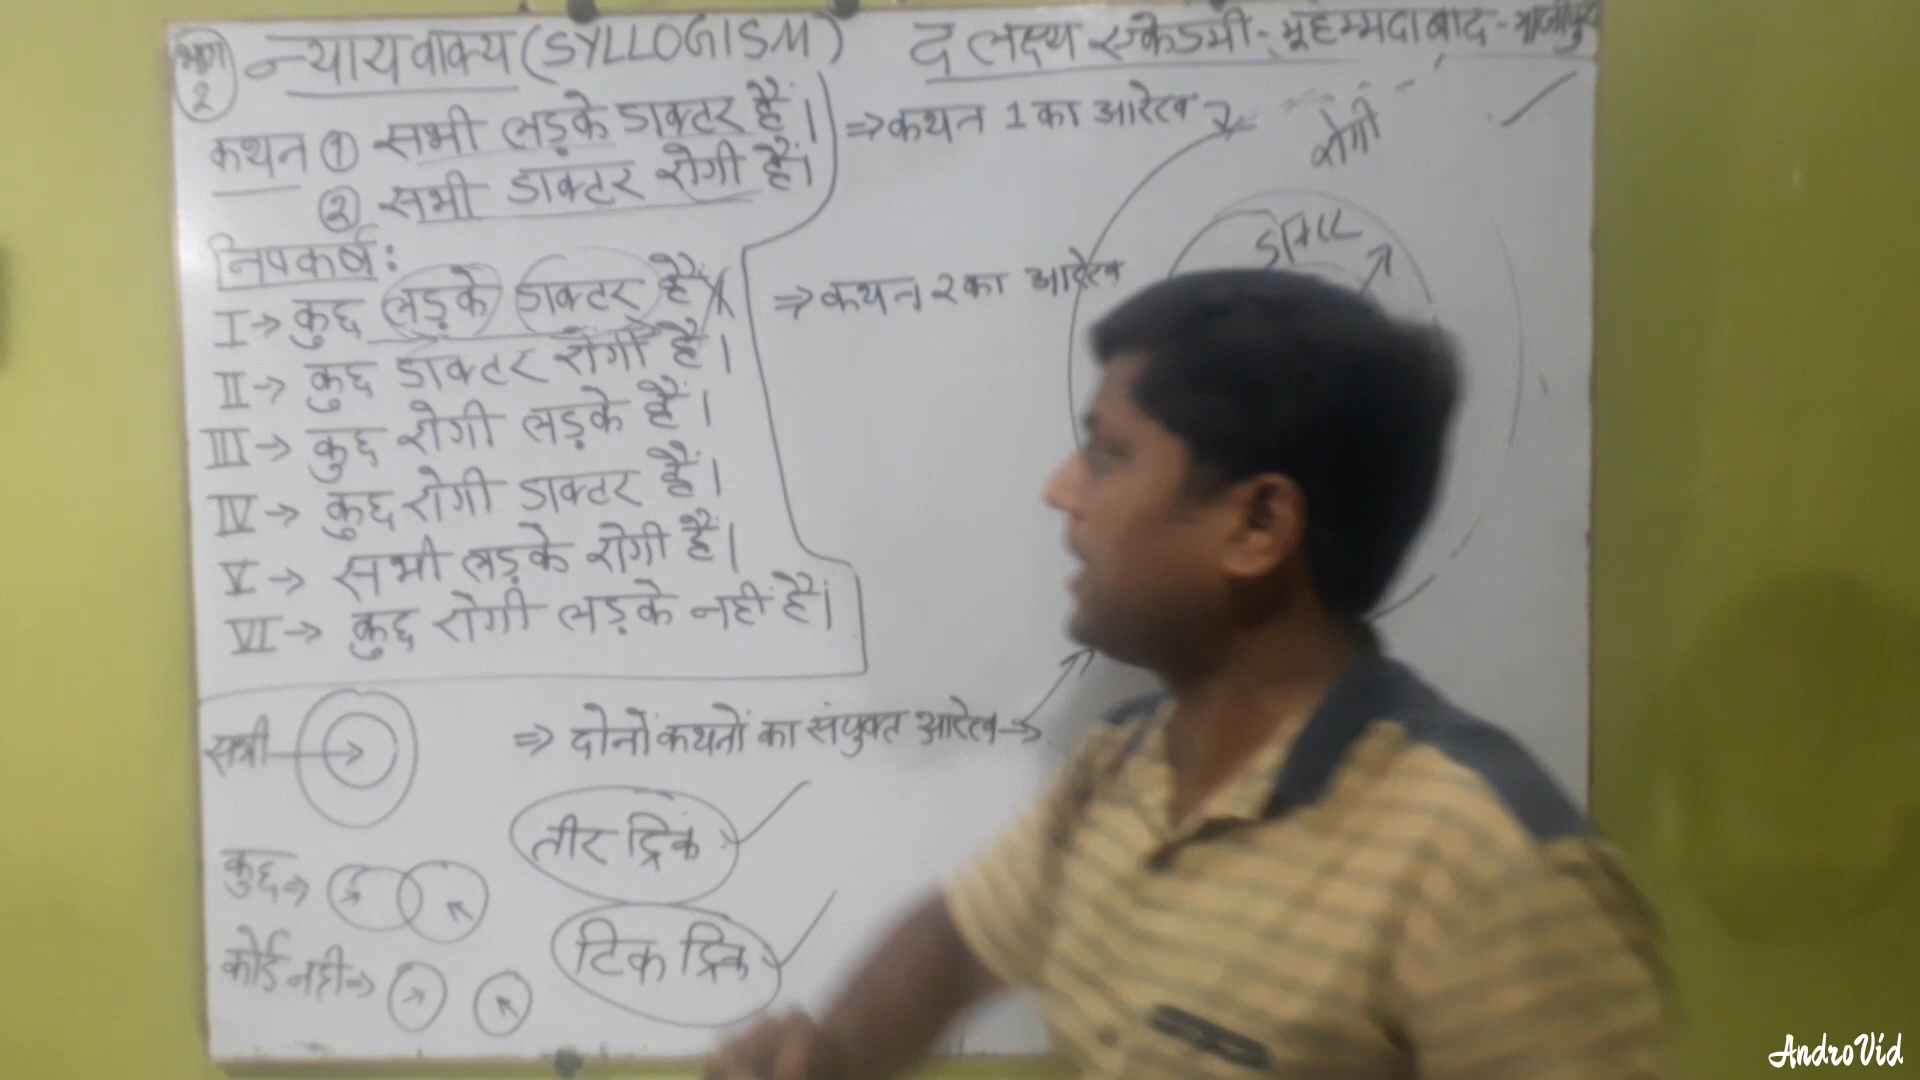 भाग 2
न्यायवाक्य (SYLLOGISM) द लक्ष्य एकेडमी - मुहम्मदाबाद - गाजीपुर
कथन ① सभी लड़के डाक्टर हैं।
② सभी डाक्टर रोगी हैं।
निष्कर्ष:
I → कुछ लड़के डाक्टर हैं।
II → कुछ डाक्टर रोगी हैं।
III → कुछ रोगी लड़के हैं।
IV → कुछ रोगी डाक्टर हैं।
V → सभी लड़के रोगी हैं।
VI → कुछ रोगी लड़के नहीं हैं।
⇒ कथन 1 का आरेख
⇒ कथन 2 का आरेख
रोगी
डाक्टर
⇒ दोनों कथनों का संयुक्त आरेख →
सभी
कुछ ⇒
कोई नहीं ⇒
तीर ट्रिक
टिक ट्रिक
AndroVid